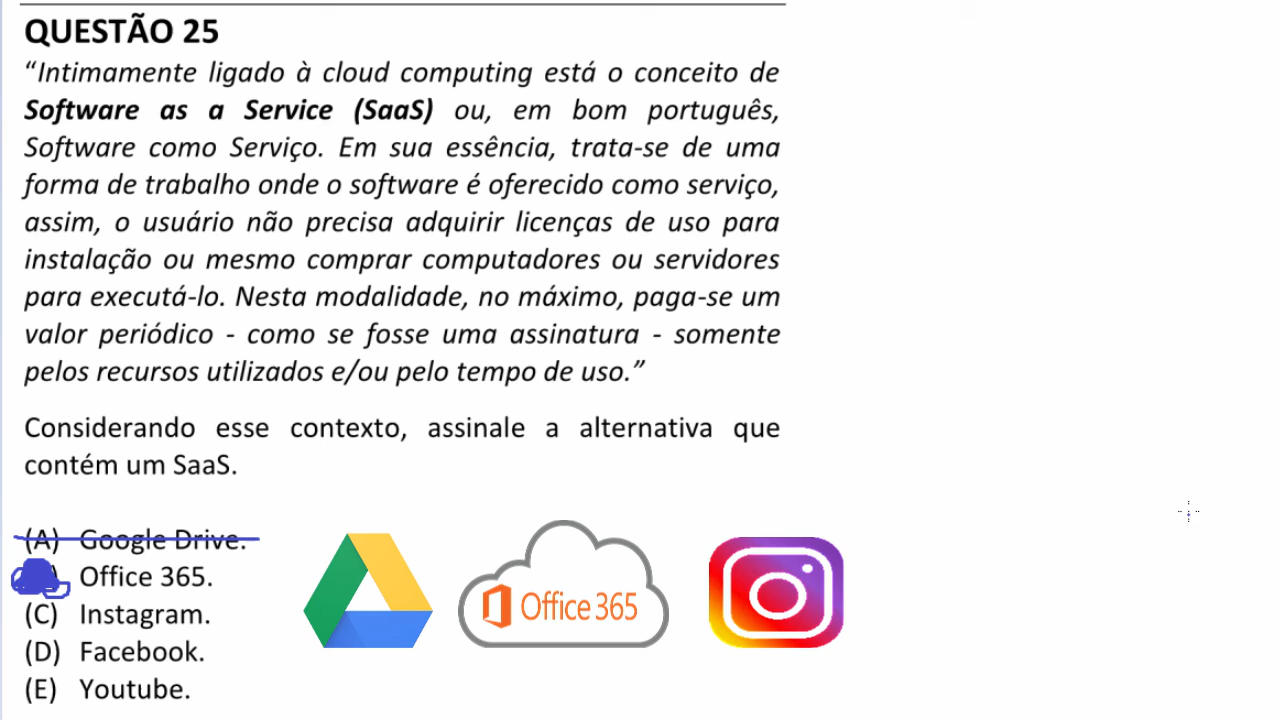 QUESTÃO 25
“Intimamente ligado à cloud computing está o conceito de
Software as a Service (SaaS) ou, em bom português,
Software como Serviço. Em sua essência, trata-se de uma
forma de trabalho onde o software é oferecido como serviço,
assim, o usuário não precisa adquirir licenças de uso para
instalação ou mesmo comprar computadores ou servidores
para executá-lo. Nesta modalidade, no máximo, paga-se um
valor periódico - como se fosse uma assinatura - somente
pelos recursos utilizados e/ou pelo tempo de uso.”
Considerando esse contexto, assinale a alternativa que
contém um SaaS.
(A) Google Drive.
Office 365.
(C) Instagram.
(D) Facebook.
(E) Youtube.
Office 365